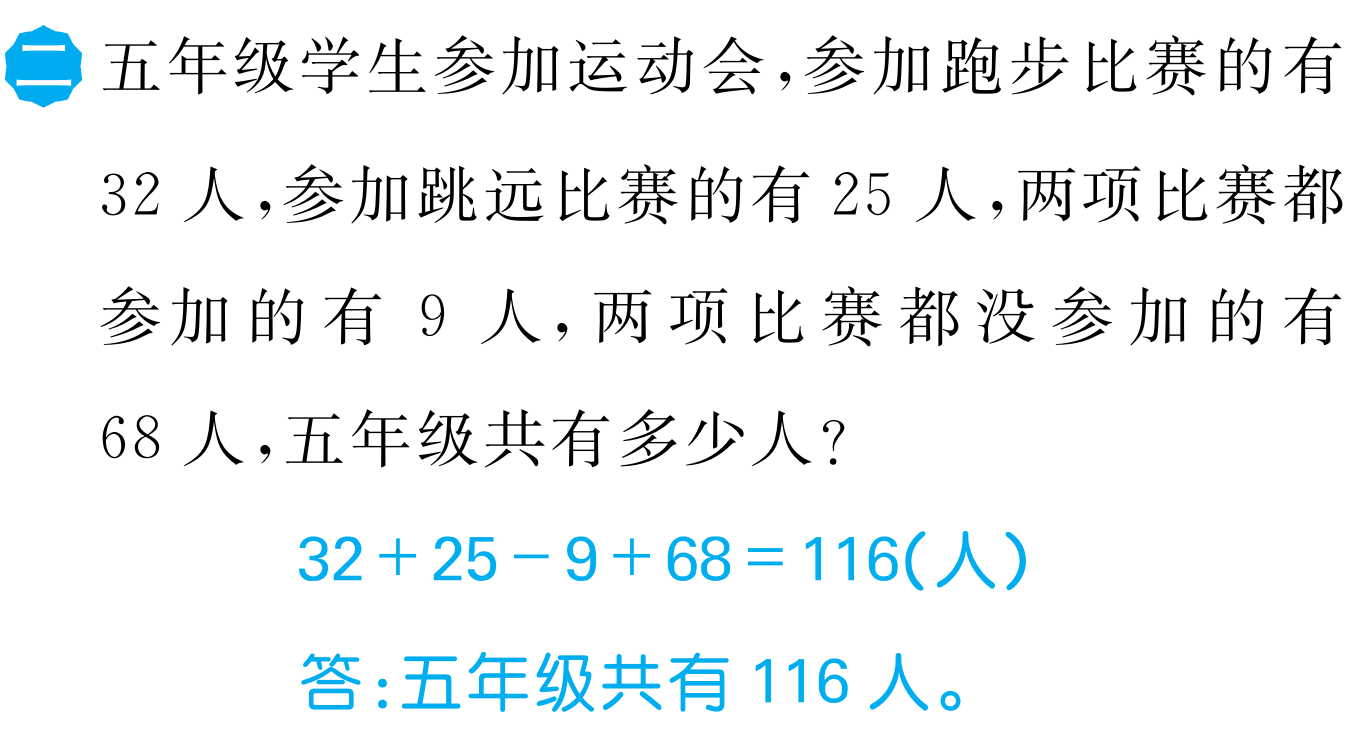 二 五年级学生参加运动会,参加跑步比赛的有
32 人,参加跳远比赛的有 25 人,两项比赛都
参加的有 9 人,两项比赛都没参加的有
68 人,五年级共有多少人?
32+25-9+68=116(人)
答:五年级共有 116 人。